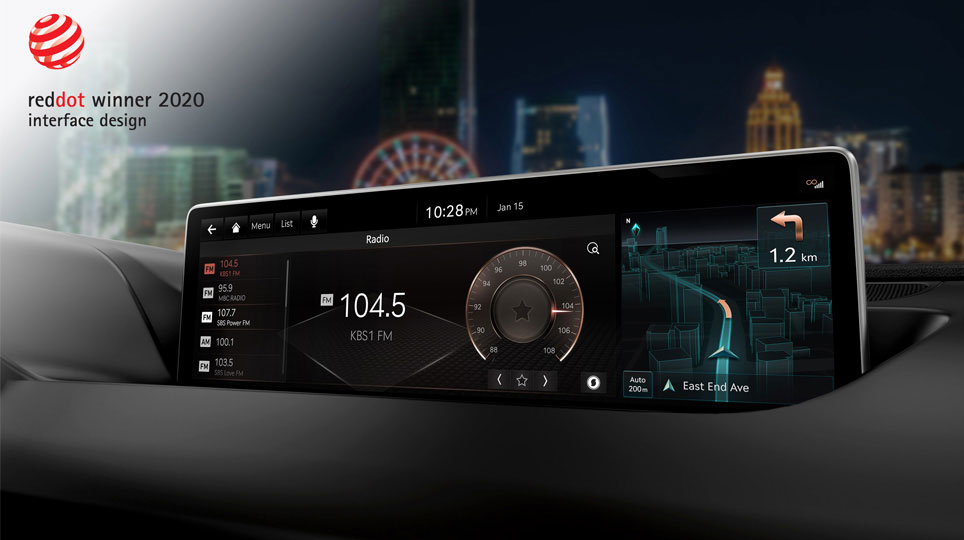 reddot winner 2020
interface design
10:28 PM
Jan 15
Menu
List
Radio
FM 104.5
KBS1 FM
FM 95.9
MBC RADIO
FM 107.7
SBS Power FM
AM 100.1
FM 103.5
SBS Love FM
FM 104.5
KBS1 FM
88
90
92
94
96
98
100
102
104
106
108
N
1.2 km
Auto
200m
East End Ave